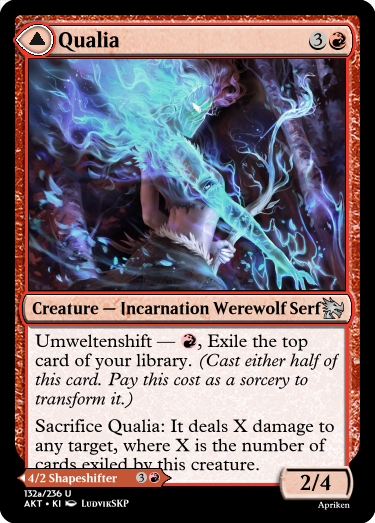 Qualia 3
Creature — Incarnation Werewolf Serf
Umweltenshift — , Exile the top
card of your library. (Cast either half of
this card. Pay this cost as a sorcery to
transform it.)
Sacrifice Qualia: It deals X damage to
any target, where X is the number of
cards exiled by this creature.
4/2 Shapeshifter 3
2/4
132a/236 U
AKT • KI LudvikSKP
Apriken